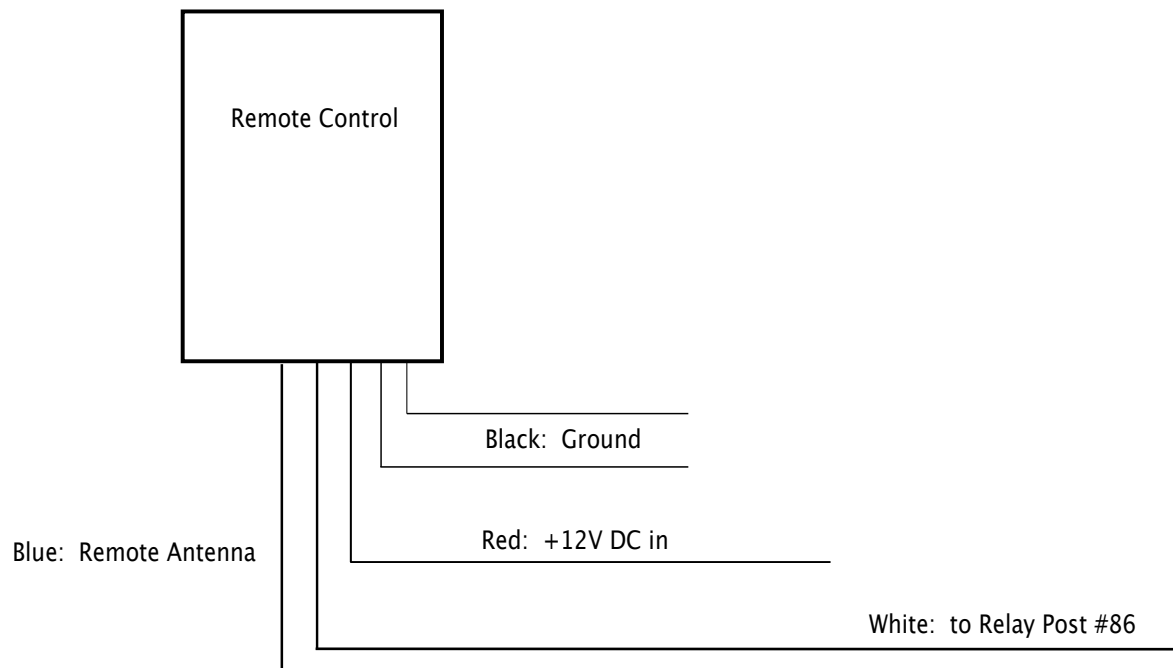 Remote Control
Black:  Ground
Red:  +12V DC in
Blue:  Remote Antenna
White:  to Relay Post #86